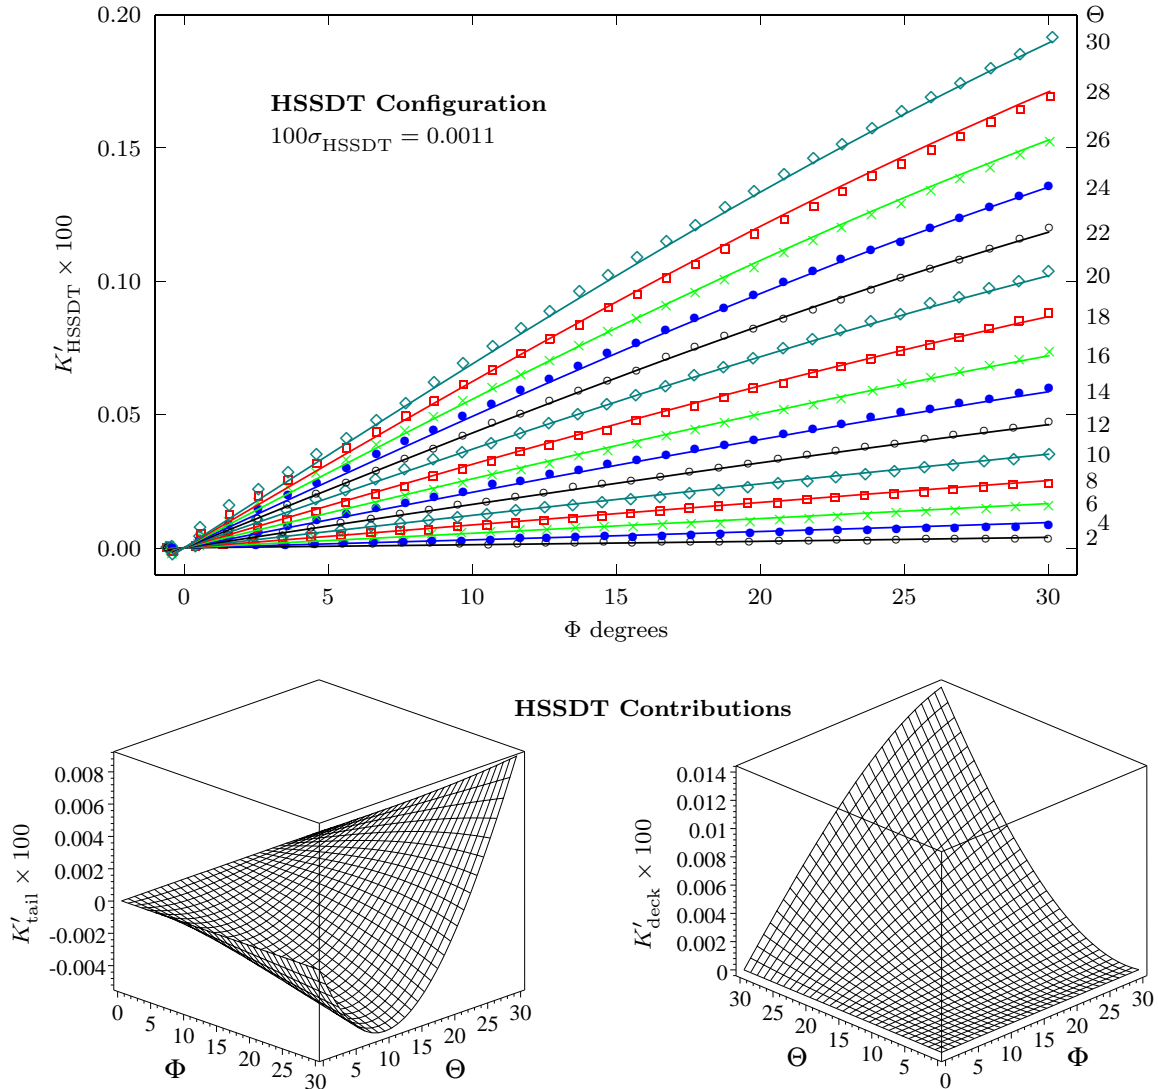 0.20
0.15
0.10
0.05
0.00
K′HSSDT × 100
HSSDT Configuration
100σHSSDT = 0.0011
Θ
30
28
26
24
22
20
18
16
14
12
10
8
6
4
2
0 5 10 15 20 25 30
Φ degrees
HSSDT Contributions
0.008
0.006
0.004
0.002
0
-0.002
-0.004
K′tail × 100
0 5 10 15 20 25 30
Φ
5 10 15 20 25 30
Θ
0.014
0.012
0.01
0.008
0.006
0.004
0.002
0
K′deck × 100
30 25 20 15 10 5
Θ
0 5 10 15 20 25 30
Φ